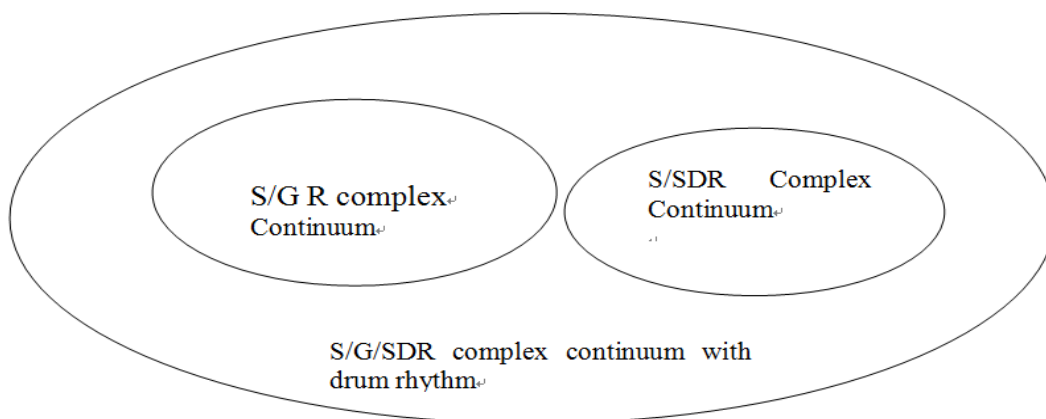 S/G R complex
Continuum
S/SDR Complex
Continuum
S/G/SDR complex continuum with
drum rhythm